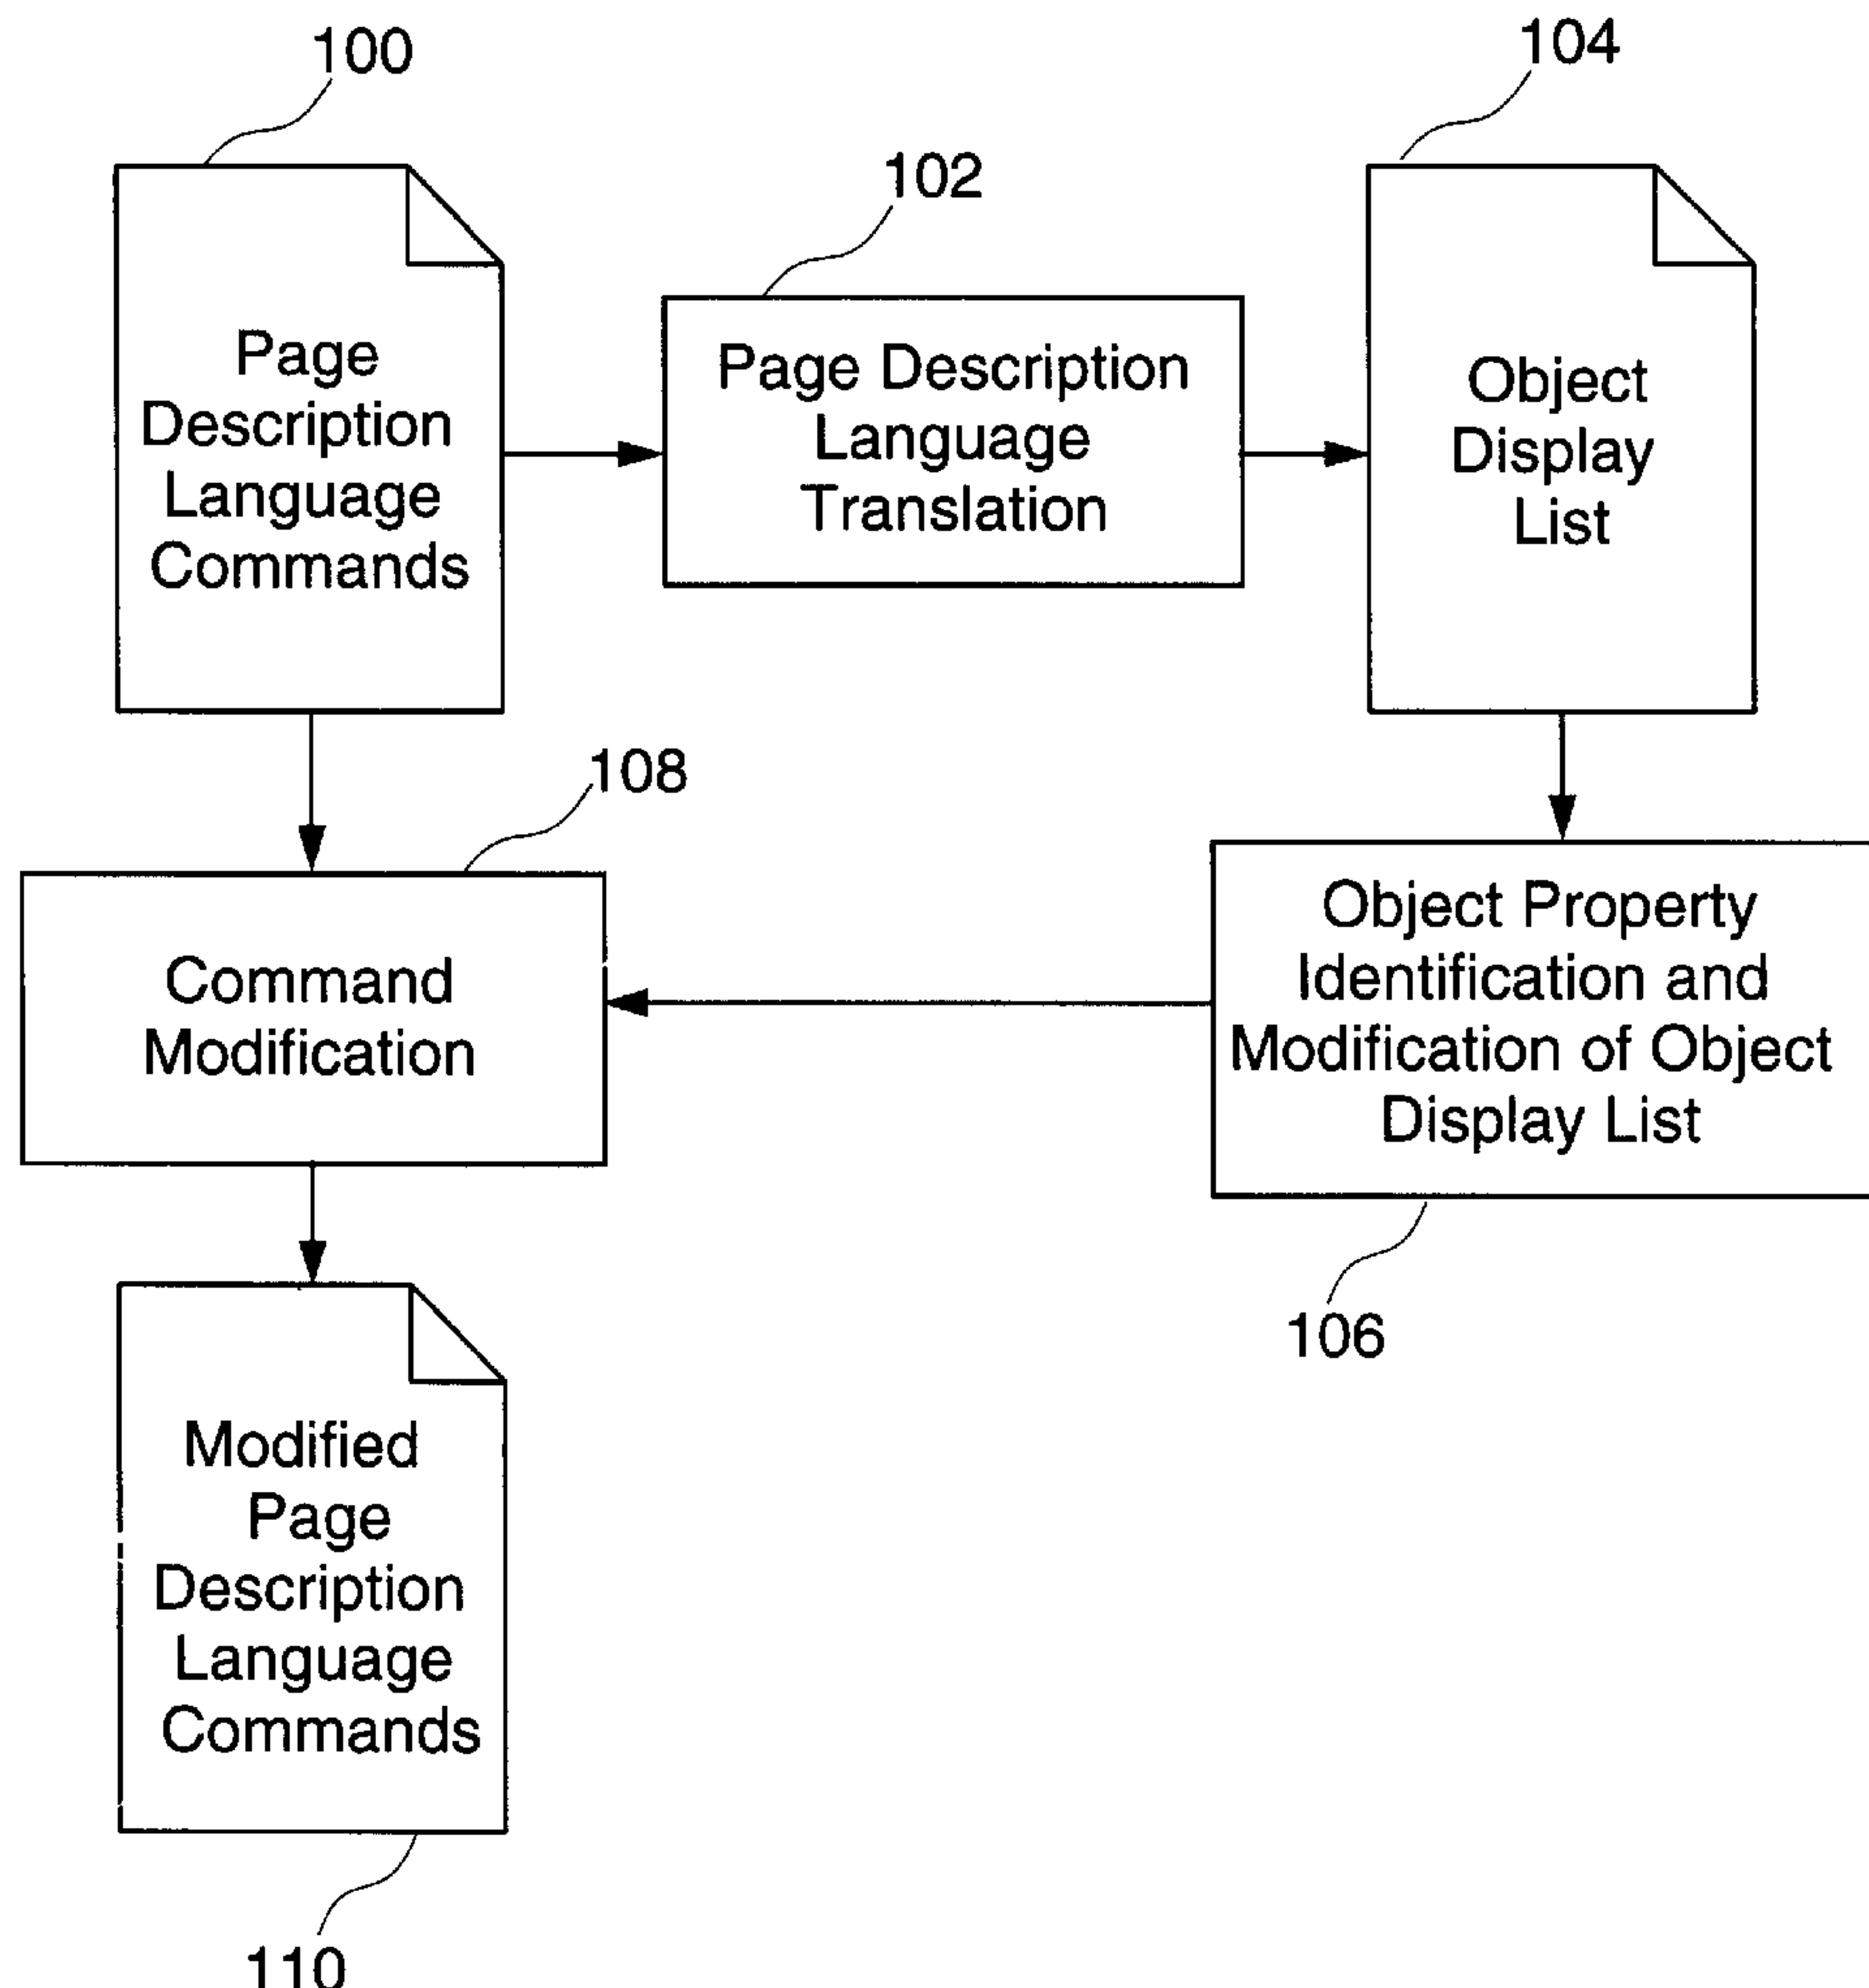 100
104
102
Page
Description
Language
Commands
Page Description
Language
Translation
Object
Display
List
108
Command
Modification
Object Property
Identification and
Modification of Object
Display List
106
Modified
Page
Description
Language
Commands
110